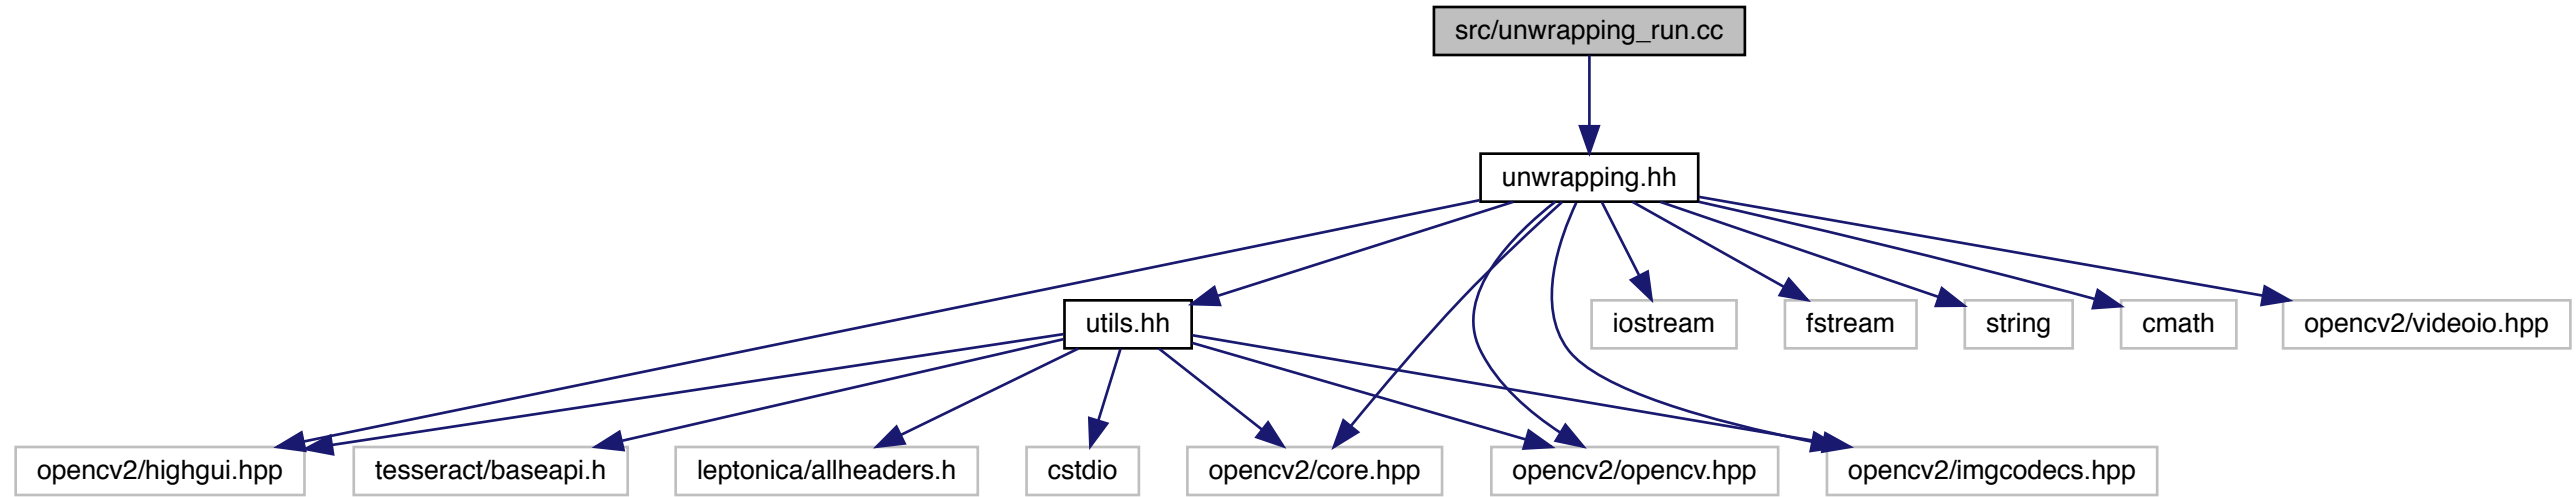 src/unwrapping_run.cc
unwrapping.hh
utils.hh
iostream
fstream
string
cmath
opencv2/videoio.hpp
opencv2/highgui.hpp
tesseract/baseapi.h
leptonica/allheaders.h
cstdio
opencv2/core.hpp
opencv2/opencv.hpp
opencv2/imgcodecs.hpp